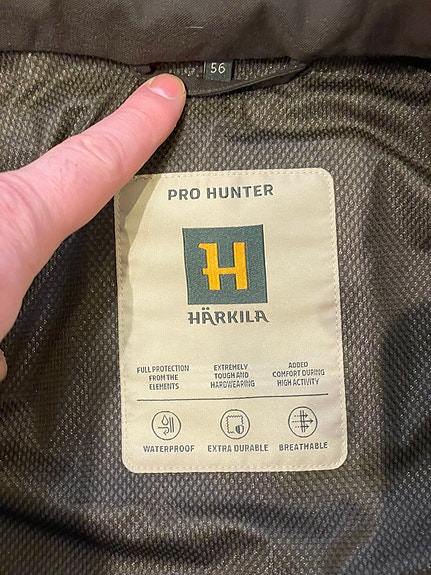 56
PRO HUNTER
H
HÄRKILA
FULL PROTECTION
FROM THE
ELEMENTS
EXTREMELY
TOUGH AND
HARDWEARING
ADDED
COMFORT DURING
HIGH ACTIVITY
WATERPROOF
EXTRA DURABLE
BREATHABLE